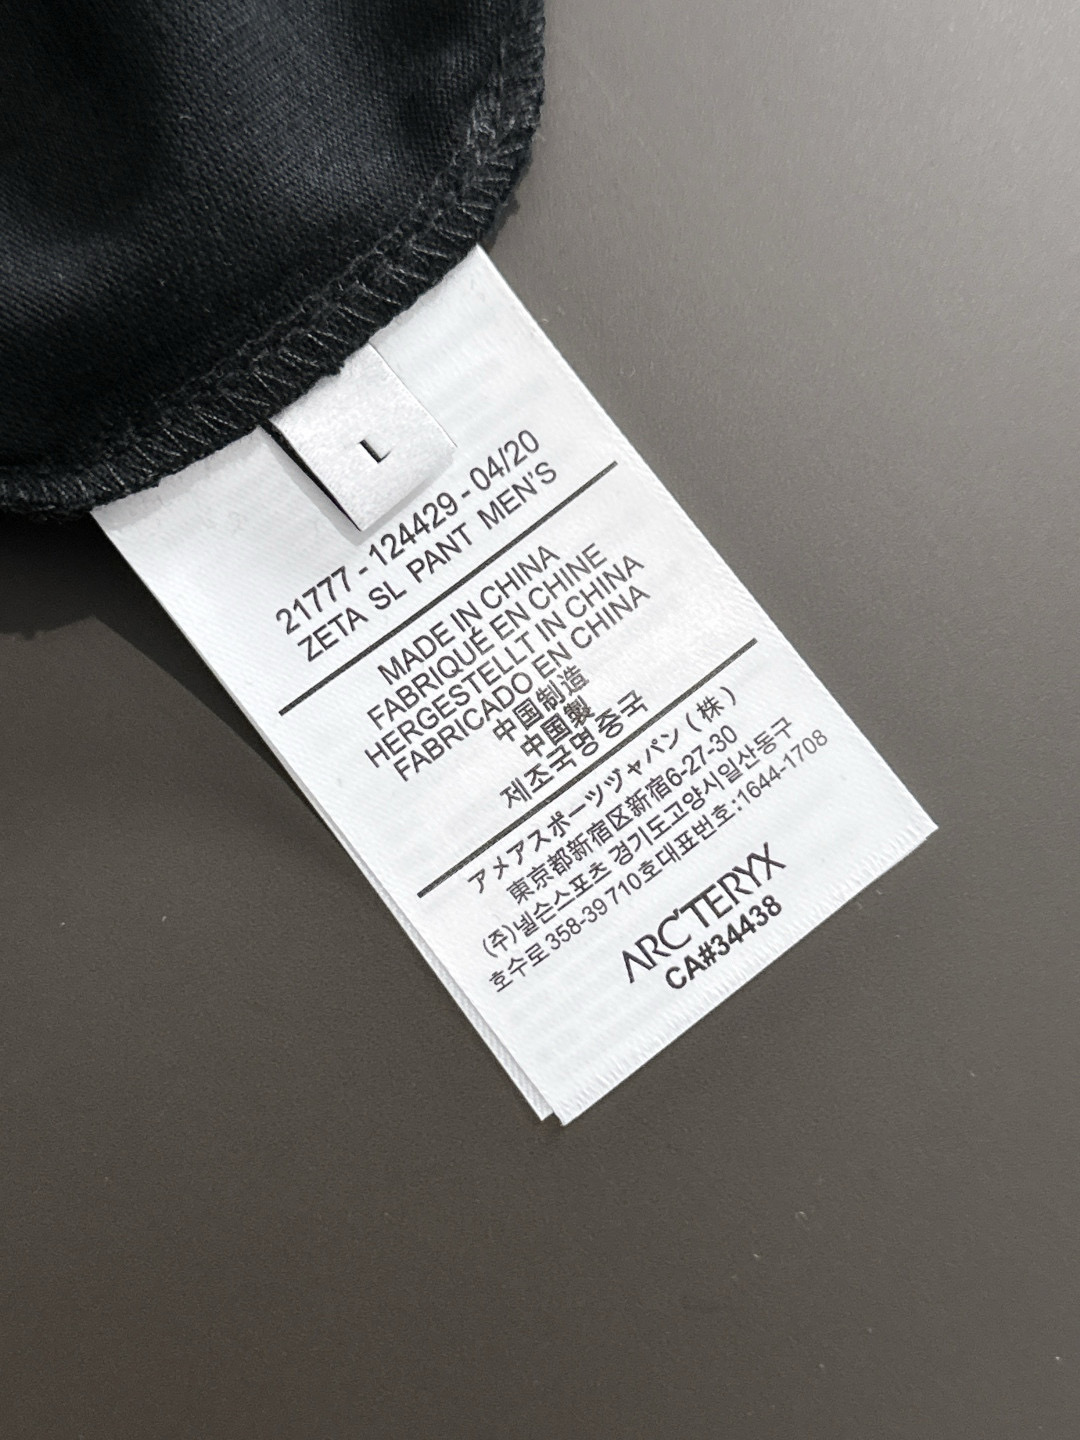 L
21777 - 124429 - 04/20
ZETA SL PANT MEN'S
MADE IN CHINA
FABRIQUÉ EN CHINE
HERGESTELLT IN CHINA
FABRICADO EN CHINA
中国制造
中国製
제조국명 중국
アメアスポーツヅャパン (株)
東京都新宿区新宿6-27-30
(주)넬슨스포츠 경기도고양시일산동구
호수로 358-39 710호대표번호:1644-1708
ARC'TERYX
CA#34438